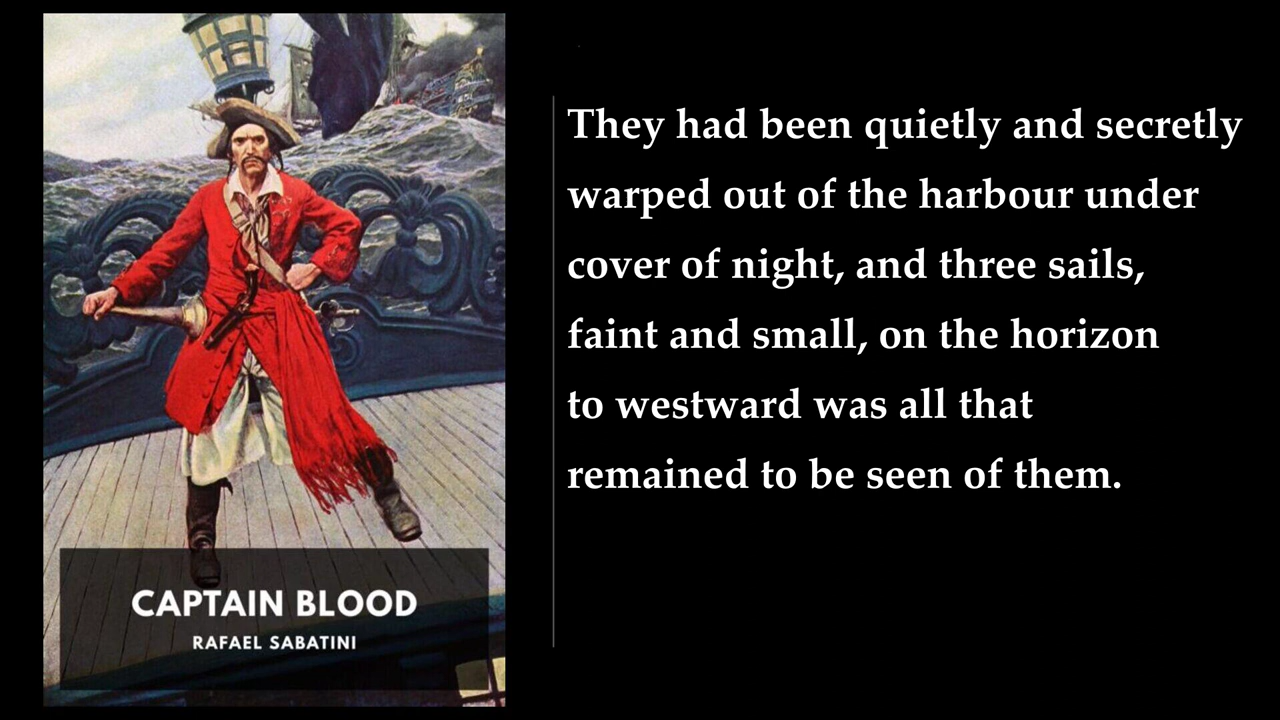 They had been quietly and secretly
warped out of the harbour under
cover of night, and three sails,
faint and small, on the horizon
to westward was all that
remained to be seen of them.
CAPTAIN BLOOD
RAFAEL SABATINI